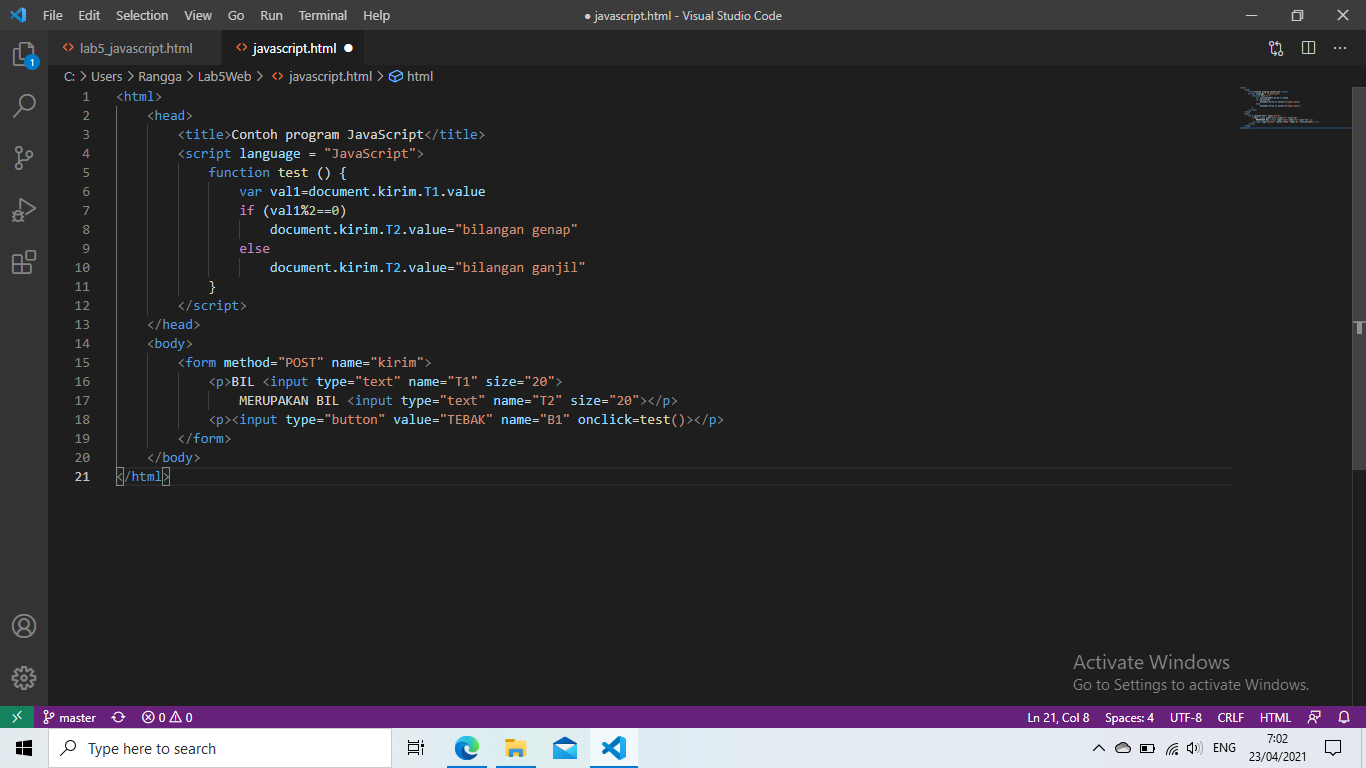 File Edit Selection View Go Run Terminal Help ● javascript.html - Visual Studio Code
lab5_javascript.html javascript.html ●
C: > Users > Rangga > Lab5Web > javascript.html > html
1 <html>
2 <head>
3 <title>Contoh program JavaScript</title>
4 <script language = "JavaScript">
5 function test () {
6 var val1=document.kirim.T1.value
7 if (val1%2==0)
8 document.kirim.T2.value="bilangan genap"
9 else
10 document.kirim.T2.value="bilangan ganjil"
11 }
12 </script>
13 </head>
14 <body>
15 <form method="POST" name="kirim">
16 <p>BIL <input type="text" name="T1" size="20">
17 MERUPAKAN BIL <input type="text" name="T2" size="20"></p>
18 <p><input type="button" value="TEBAK" name="B1" onclick=test()></p>
19 </form>
20 </body>
21 </html>
1
Activate Windows
Go to Settings to activate Windows.
master 0 0 Ln 21, Col 8 Spaces: 4 UTF-8 CRLF HTML
Type here to search ENG 7:02
23/04/2021